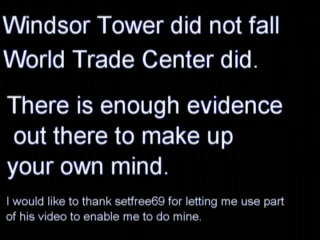 Windsor Tower did not fall
World Trade Center did.
There is enough evidence
out there to make up
your own mind.
I would like to thank setfree69 for letting me use part
of his video to enable me to do mine.